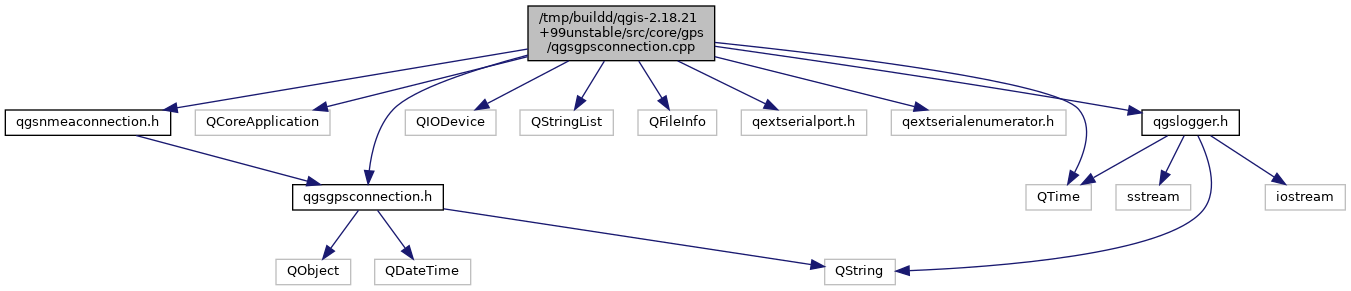 /tmp/buildd/qgis-2.18.21
+99unstable/src/core/gps
/qgsgpsconnection.cpp
qgsnmeaconnection.h
QCoreApplication
QIODevice
QStringList
QFileInfo
qextserialport.h
qextserialenumerator.h
qgslogger.h
qgsgpsconnection.h
QTime
sstream
iostream
QObject
QDateTime
QString